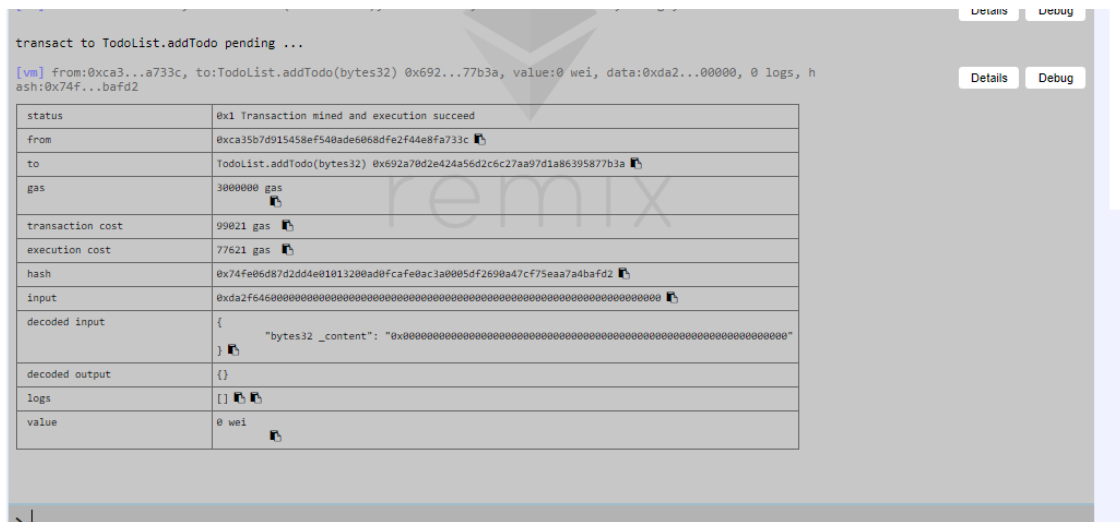 Details Debug
transact to TodoList.addTodo pending ...
[vm] from:0xca3...a733c, to:TodoList.addTodo(bytes32) 0x692...77b3a, value:0 wei, data:0xda2...00000, 0 logs, h
ash:0x74f...bafd2
Details Debug
status 0x1 Transaction mined and execution succeed
from 0xca35b7d915458ef540ade6068dfe2f44e8fa733c
to TodoList.addTodo(bytes32) 0x692a70d2e424a56d2c6c27aa97d1a86395877b3a
gas 3000000 gas
remix
transaction cost 99021 gas
execution cost 77621 gas
hash 0x74fe06d87d2dd4e01013200ad0fcafe0ac3a0005df2690a47cf75eaa7a4bafd2
input 0xda2f64600000000000000000000000000000000000000000000000000000000000000000
decoded input {
"bytes32 _content": "0x0000000000000000000000000000000000000000000000000000000000000000"
}
decoded output {}
logs []
value 0 wei
>